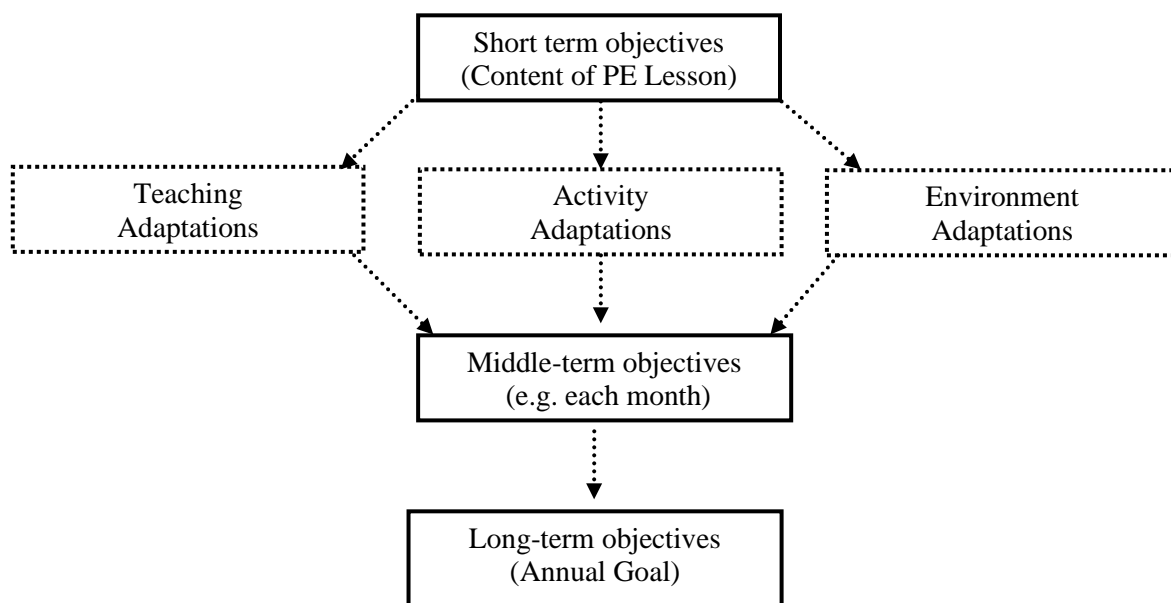 Short term objectives
(Content of PE Lesson)
Teaching
Adaptations
Activity
Adaptations
Environment
Adaptations
Middle-term objectives
(e.g. each month)
Long-term objectives
(Annual Goal)